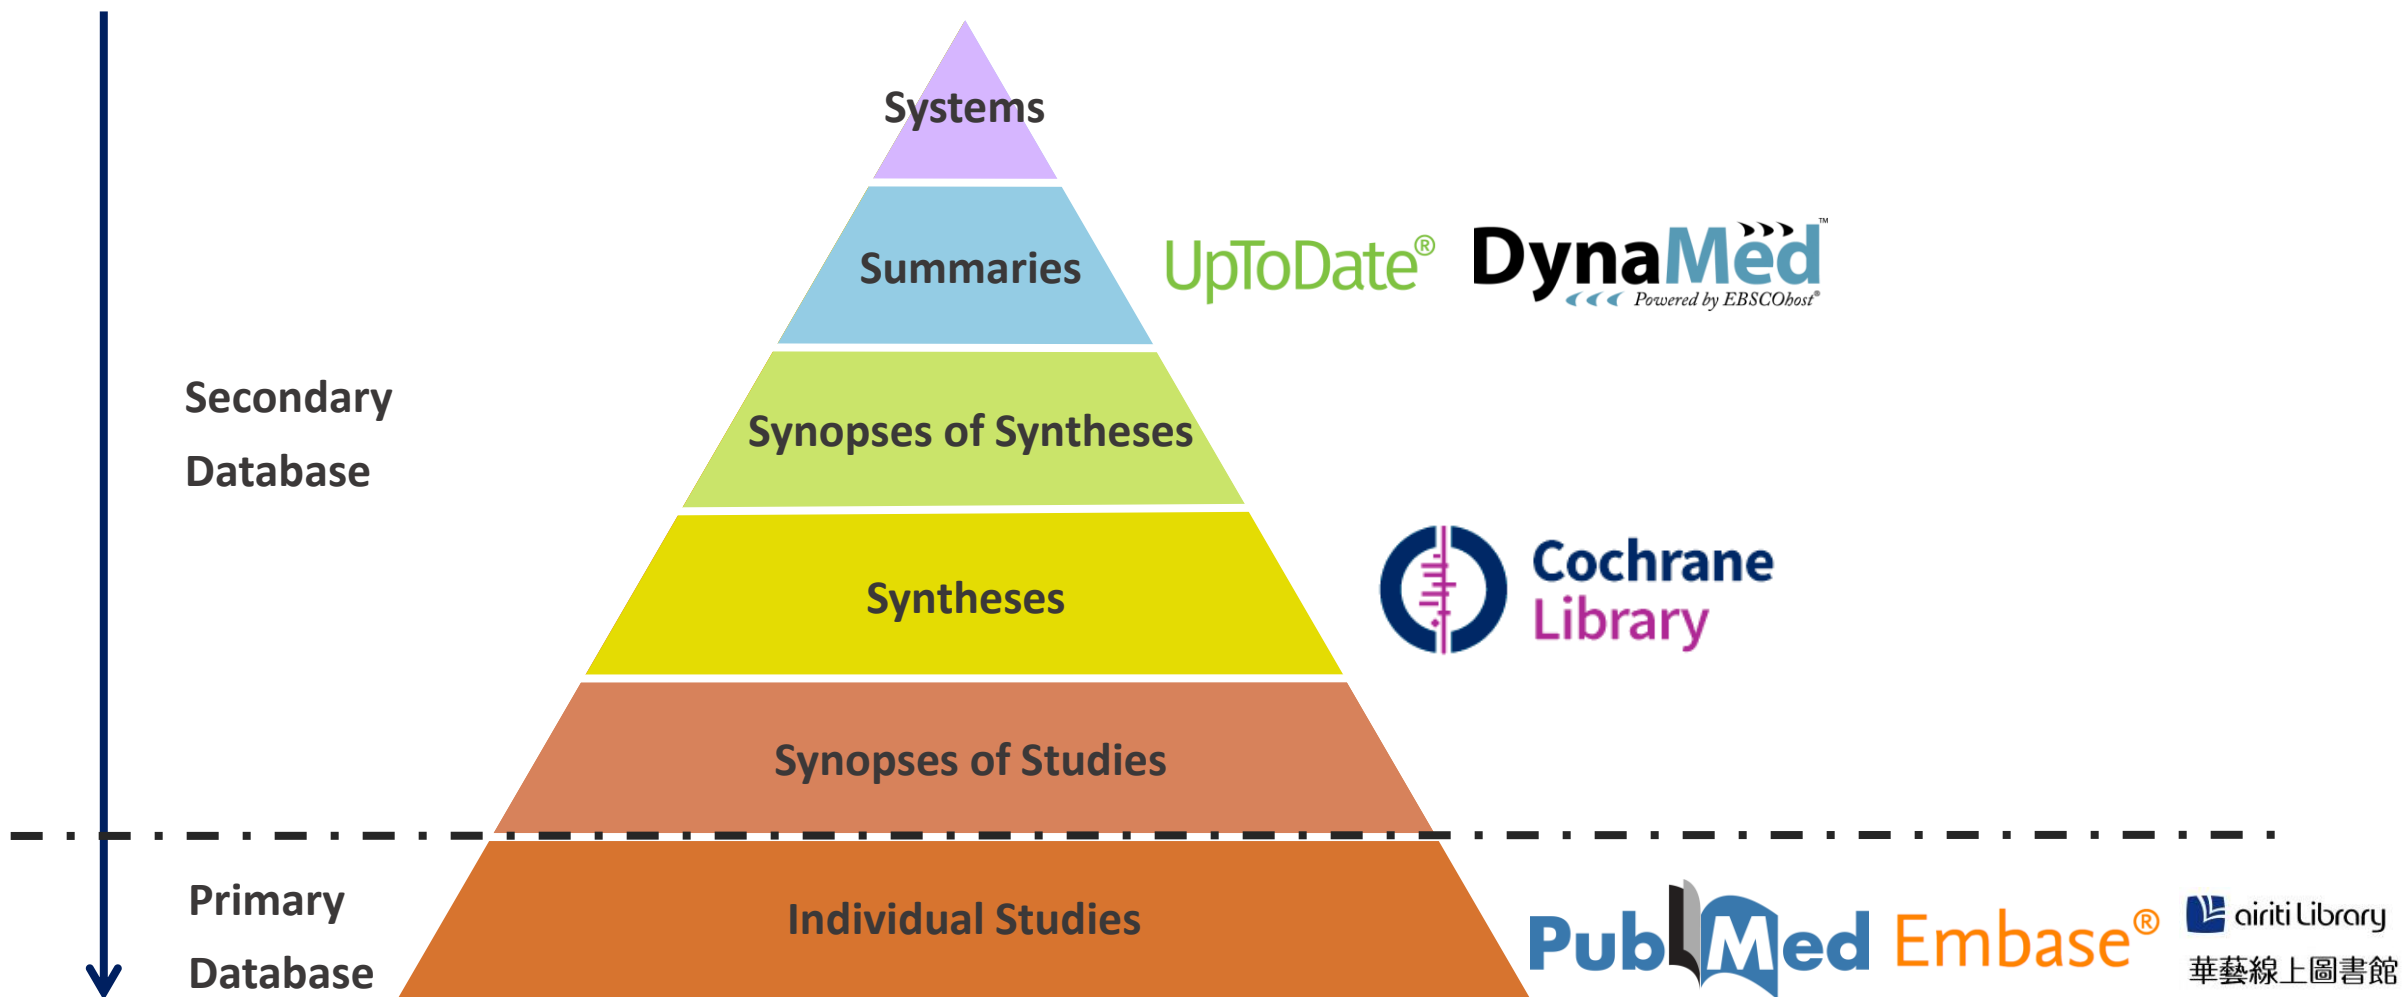 Systems
Summaries
UpToDate®
DynaMed™
Powered by EBSCOhost®
Secondary
Database
Synopses of Syntheses
Syntheses
Cochrane
Library
Synopses of Studies
Primary
Database
Individual Studies
PubMed
Embase®
airiti Library
華藝線上圖書館